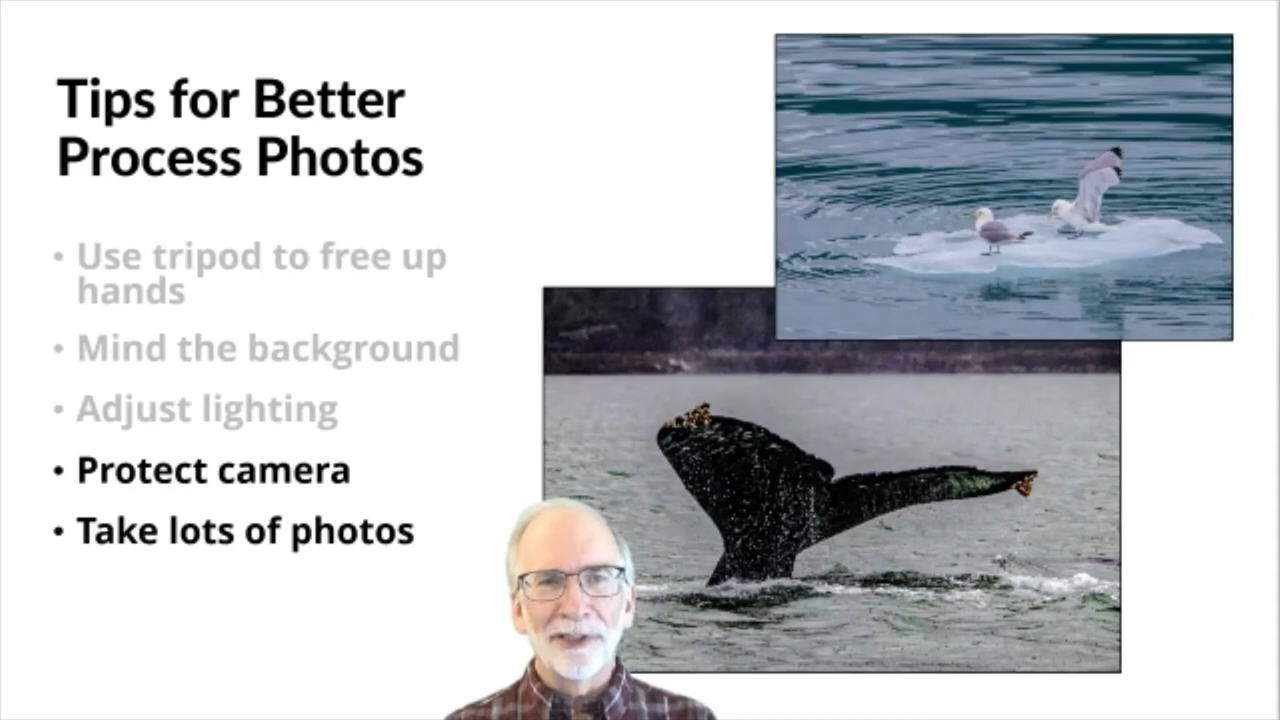 Tips for Better
Process Photos
• Use tripod to free up
hands
• Mind the background
• Adjust lighting
• Protect camera
• Take lots of photos